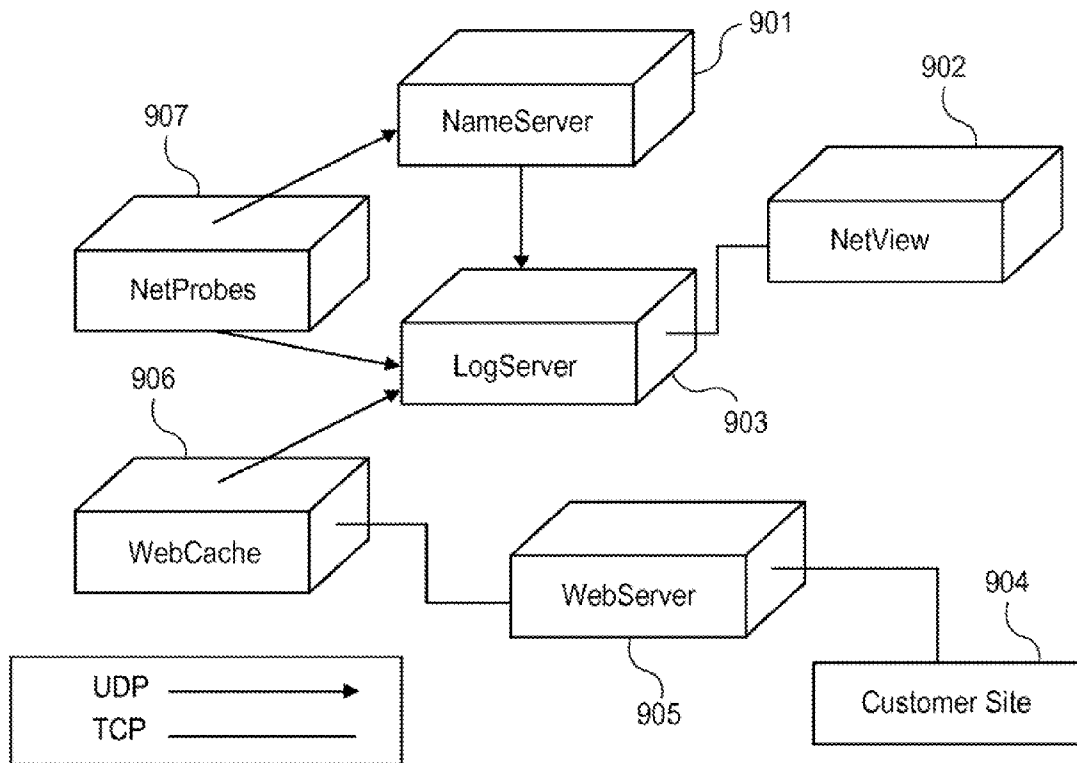 901
NameServer
902
907
NetView
NetProbes
LogServer
903
906
WebCache
WebServer
904
905
Customer Site
UDP
TCP